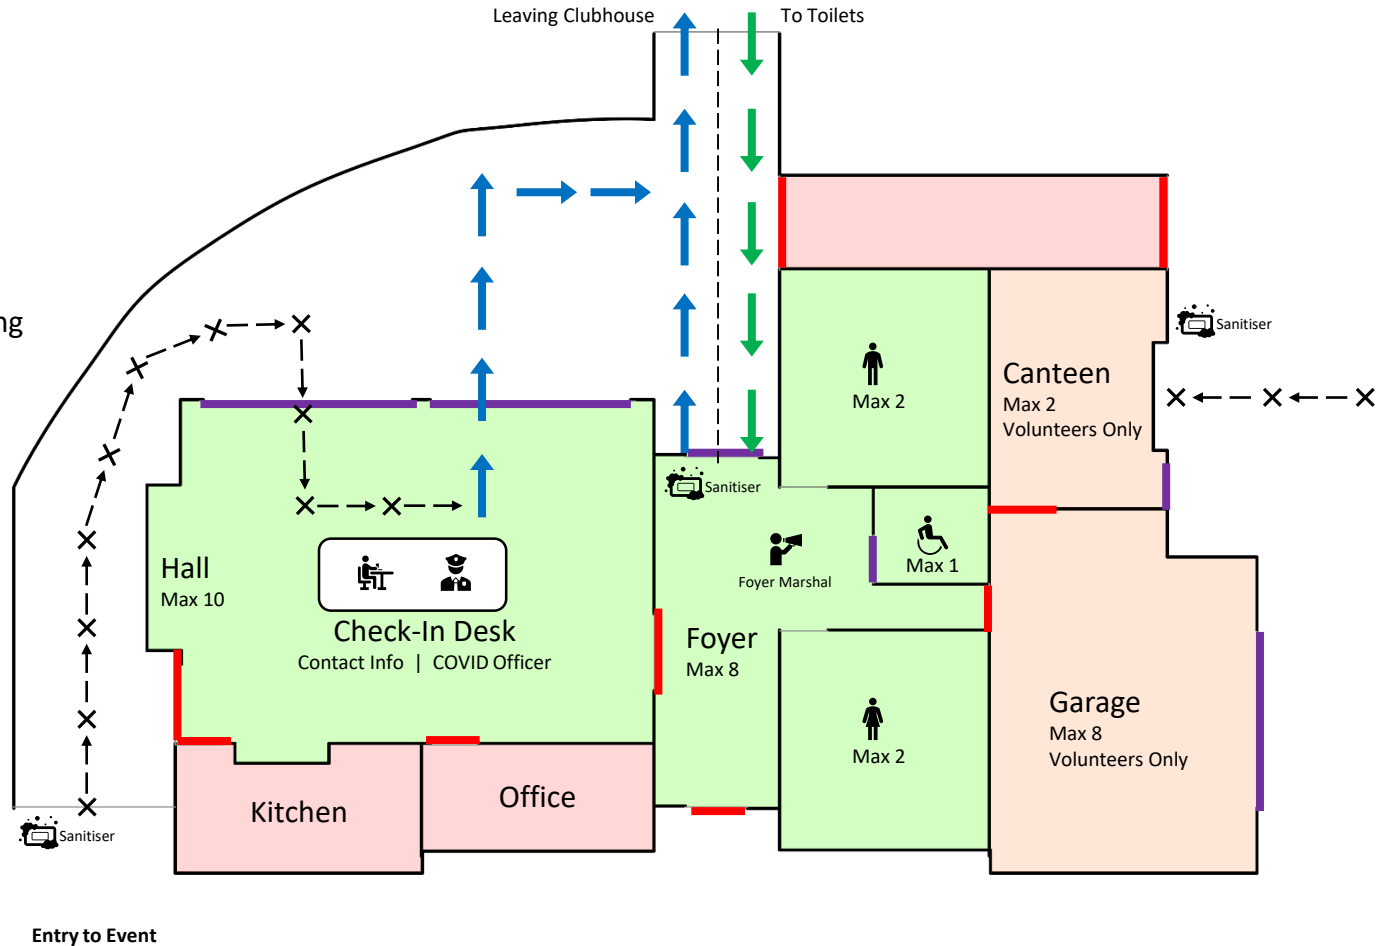 Leaving Clubhouse
To Toilets
ng
Sanitiser
Canteen
Max 2
Volunteers Only
Max 2
Sanitiser
Max 1
Foyer Marshal
Hall
Max 10
Check-In Desk
Contact Info | COVID Officer
Foyer
Max 8
Garage
Max 8
Volunteers Only
Max 2
Kitchen
Office
Sanitiser
Entry to Event